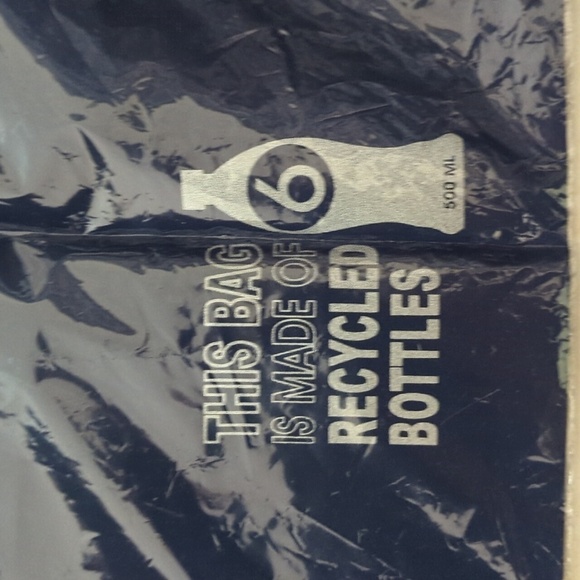 THIS BAG
IS MADE OF
RECYCLED
BOTTLES
6
500 ML